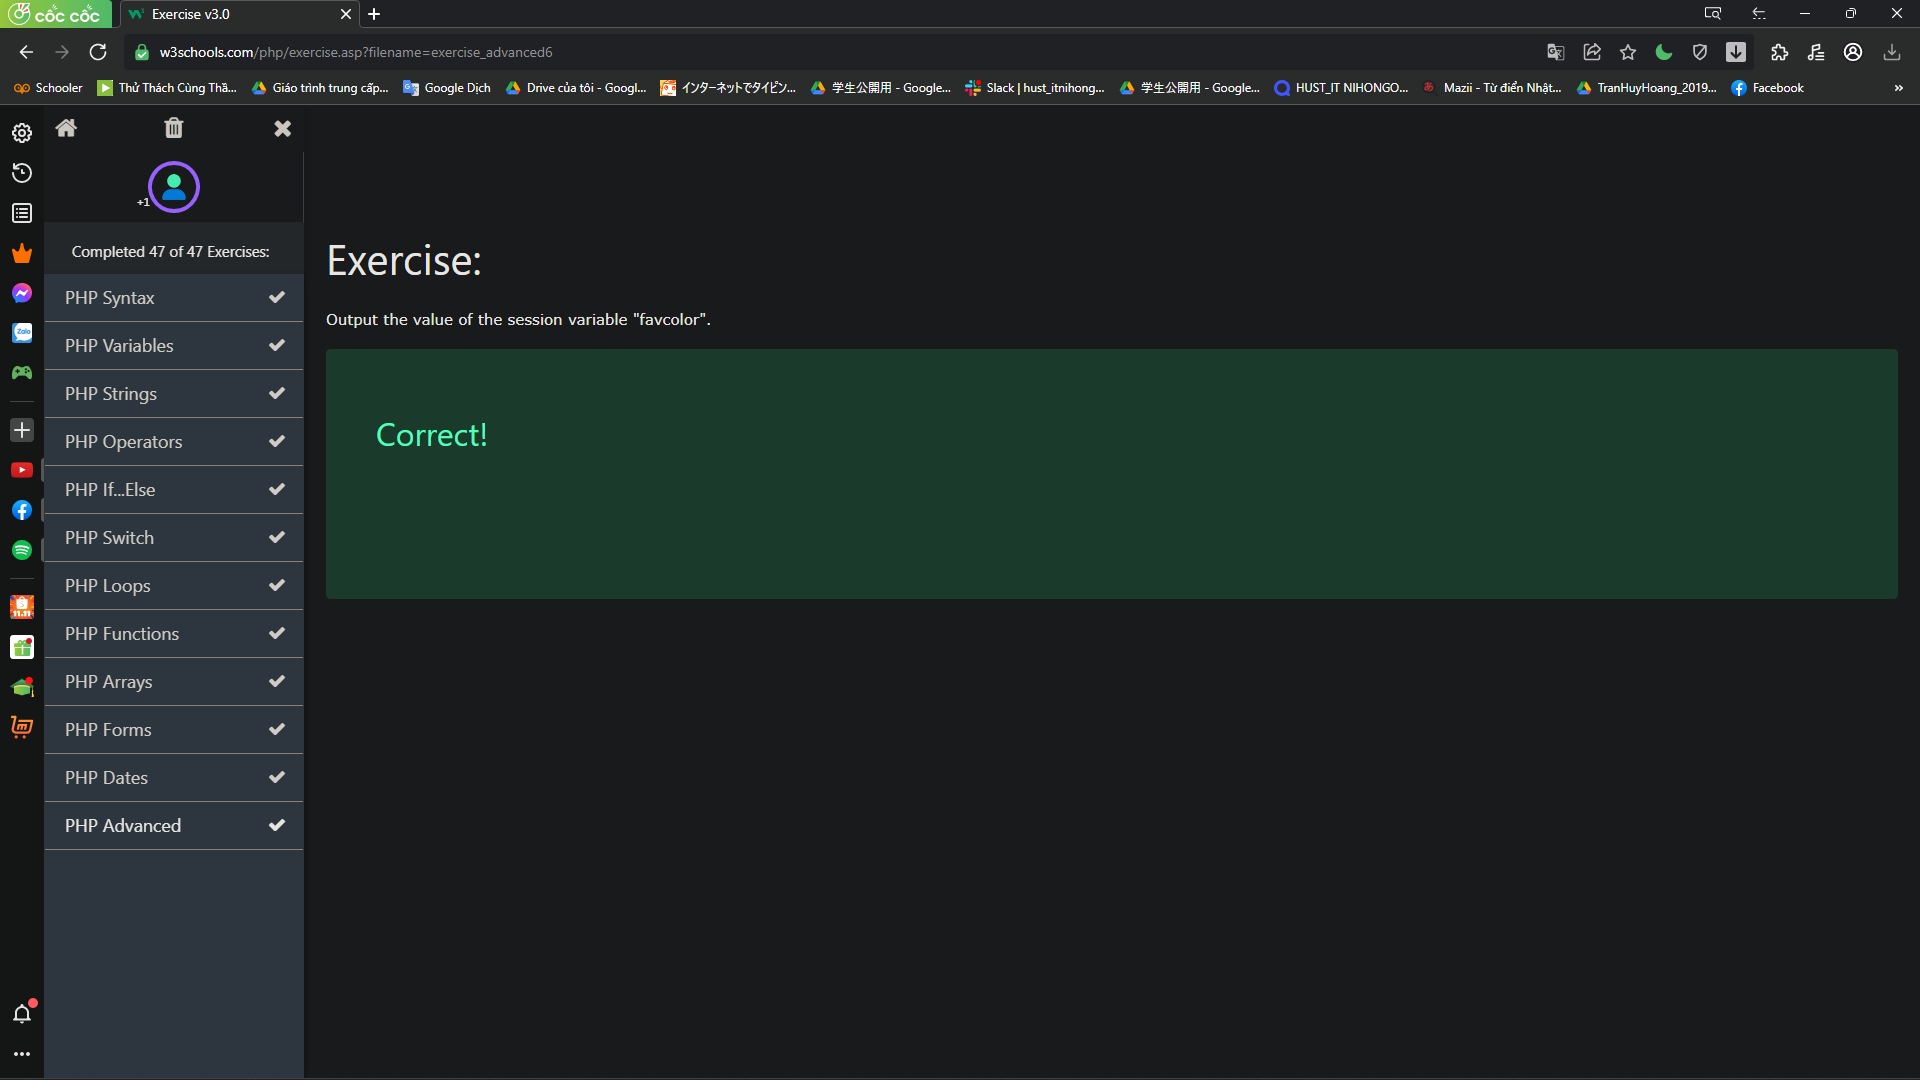 cốc cốc
Exercise v3.0
w3schools.com/php/exercise.asp?filename=exercise_advanced6
Schooler
Thử Thách Cùng Thầ...
Giáo trình trung cấp...
Google Dịch
Drive của tôi - Googl...
インターネットでタイピン...
学生公開用 - Google...
Slack | hust_itnihong...
学生公開用 - Google...
HUST_IT NIHONGO...
Mazii - Từ điển Nhật...
TranHuyHoang_2019...
Facebook
+1
Completed 47 of 47 Exercises:
PHP Syntax
PHP Variables
PHP Strings
PHP Operators
PHP If...Else
PHP Switch
PHP Loops
PHP Functions
PHP Arrays
PHP Forms
PHP Dates
PHP Advanced
Zalo
11.11
Exercise:
Output the value of the session variable "favcolor".
Correct!